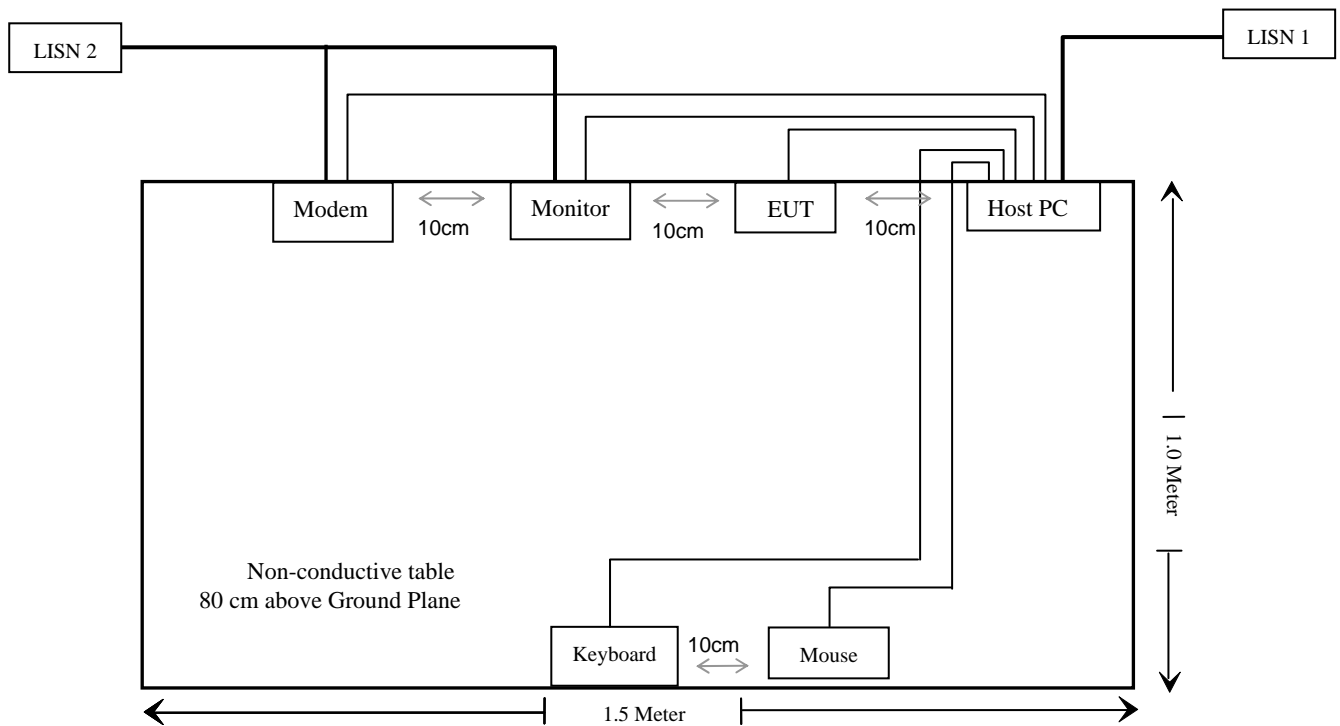 LISN 2
LISN 1
Modem
Monitor
EUT
Host PC
10cm
10cm
10cm
1.0 Meter
Non-conductive table
80 cm above Ground Plane
Keyboard
10cm
Mouse
1.5 Meter